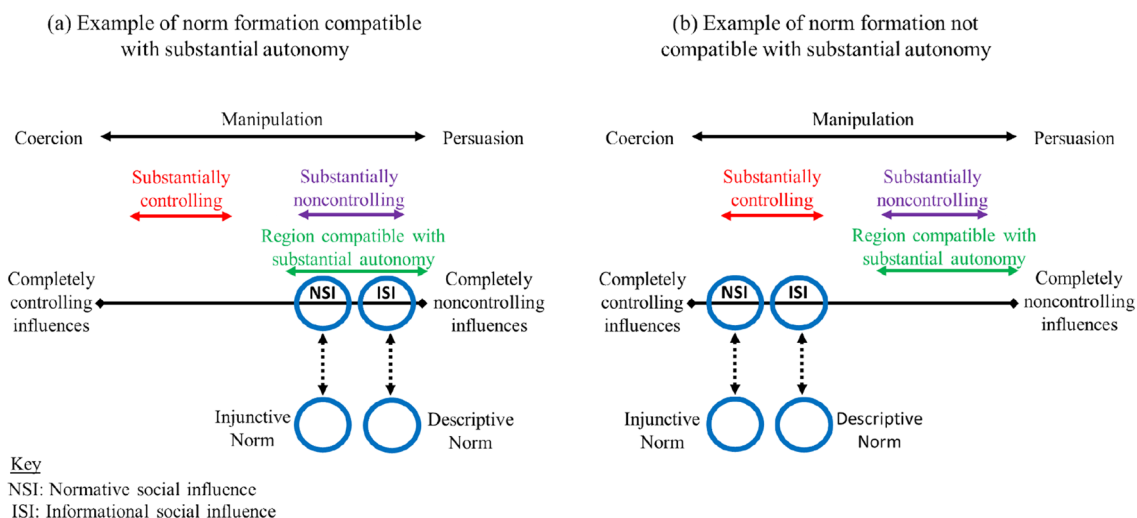 (a) Example of norm formation compatible
with substantial autonomy
Coercion
Manipulation
Persuasion
Substantially
controlling
Substantially
noncontrolling
Region compatible with
substantial autonomy
Completely
controlling
influences
NSI
ISI
Completely
noncontrolling
influences
Injunctive
Norm
Descriptive
Norm
Key
NSI: Normative social influence
ISI: Informational social influence
(b) Example of norm formation not
compatible with substantial autonomy
Coercion
Manipulation
Persuasion
Substantially
controlling
Substantially
noncontrolling
Region compatible with
substantial autonomy
Completely
controlling
influences
NSI
ISI
Completely
noncontrolling
influences
Injunctive
Norm
Descriptive
Norm